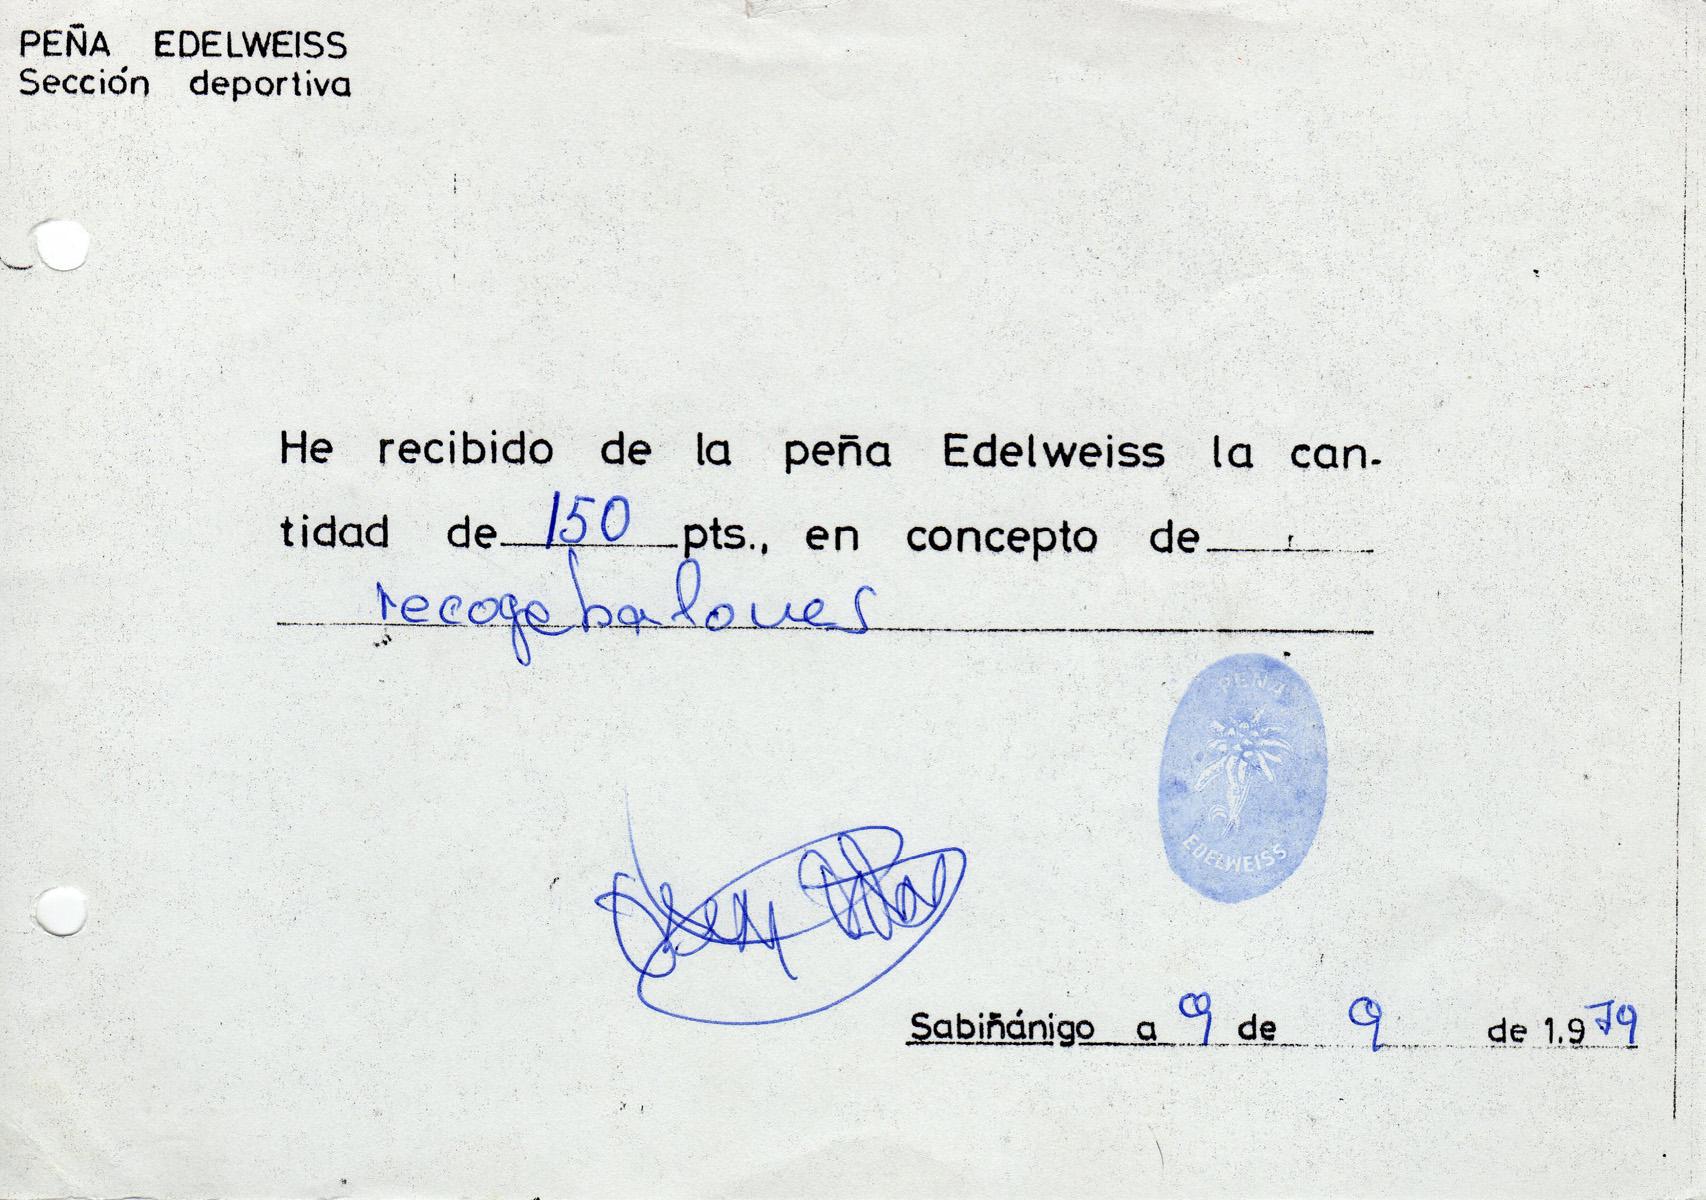 PEÑA EDELWEISS
Sección deportiva
He recibido de la peña Edelweiss la can-
tidad de 150 pts., en concepto de
recogebalones
PEÑA
EDELWEISS
Sabiñánigo a 9 de 9 de 1.979